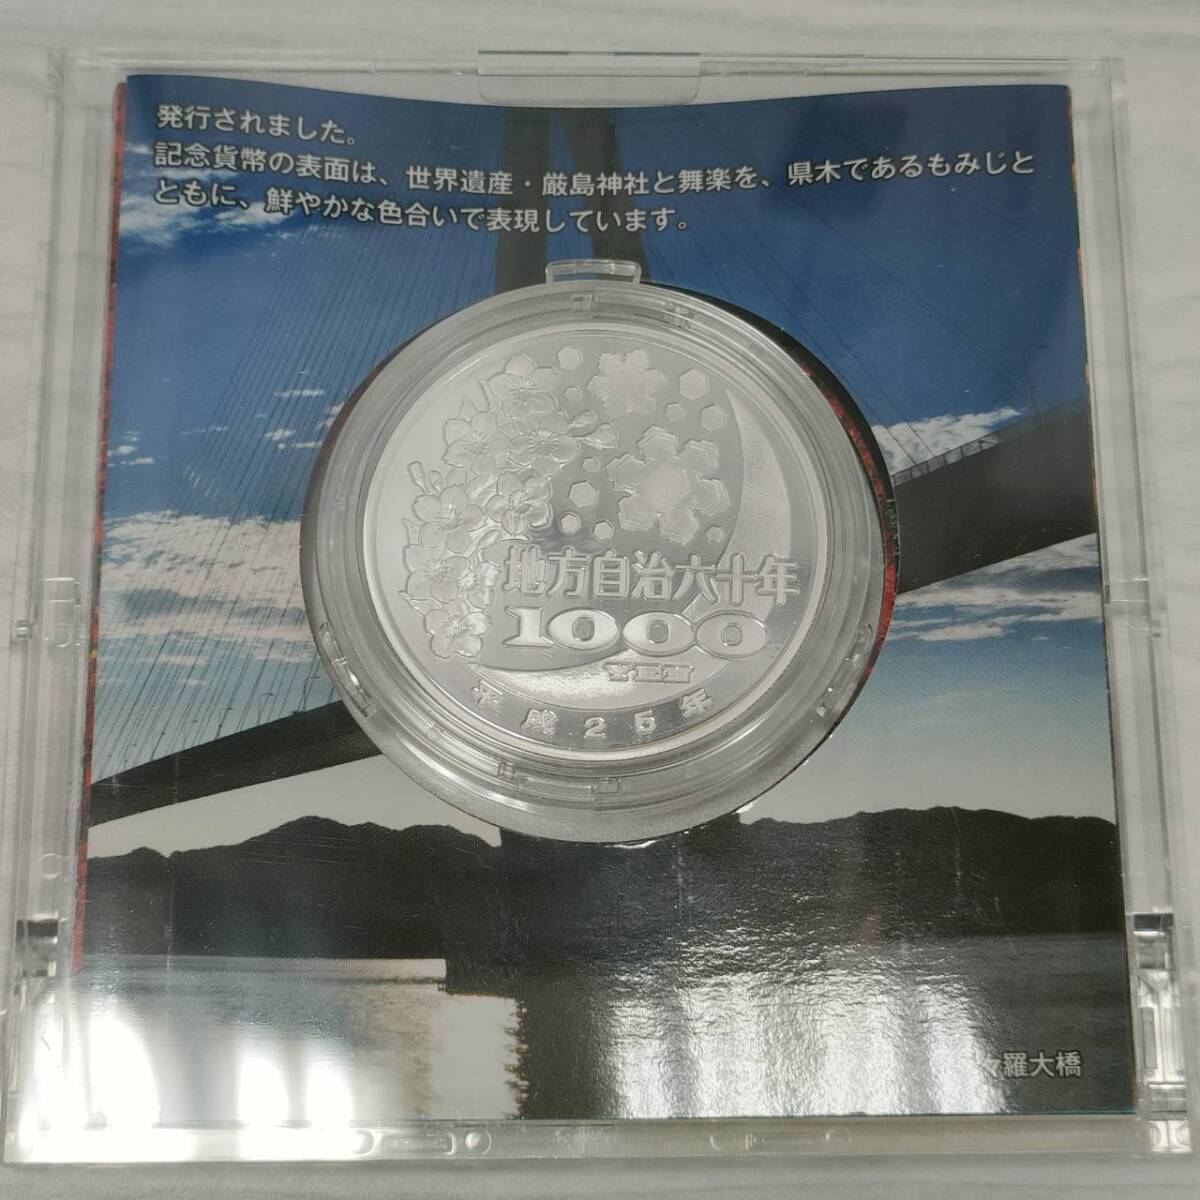 発行されました。
記念貨幣の表面は、世界遺産・厳島神社と舞楽を、県木であるもみじと
ともに、鮮やかな色合いで表現しています。
地方自治六十年
1000
YEN
平成25年
羅大橋